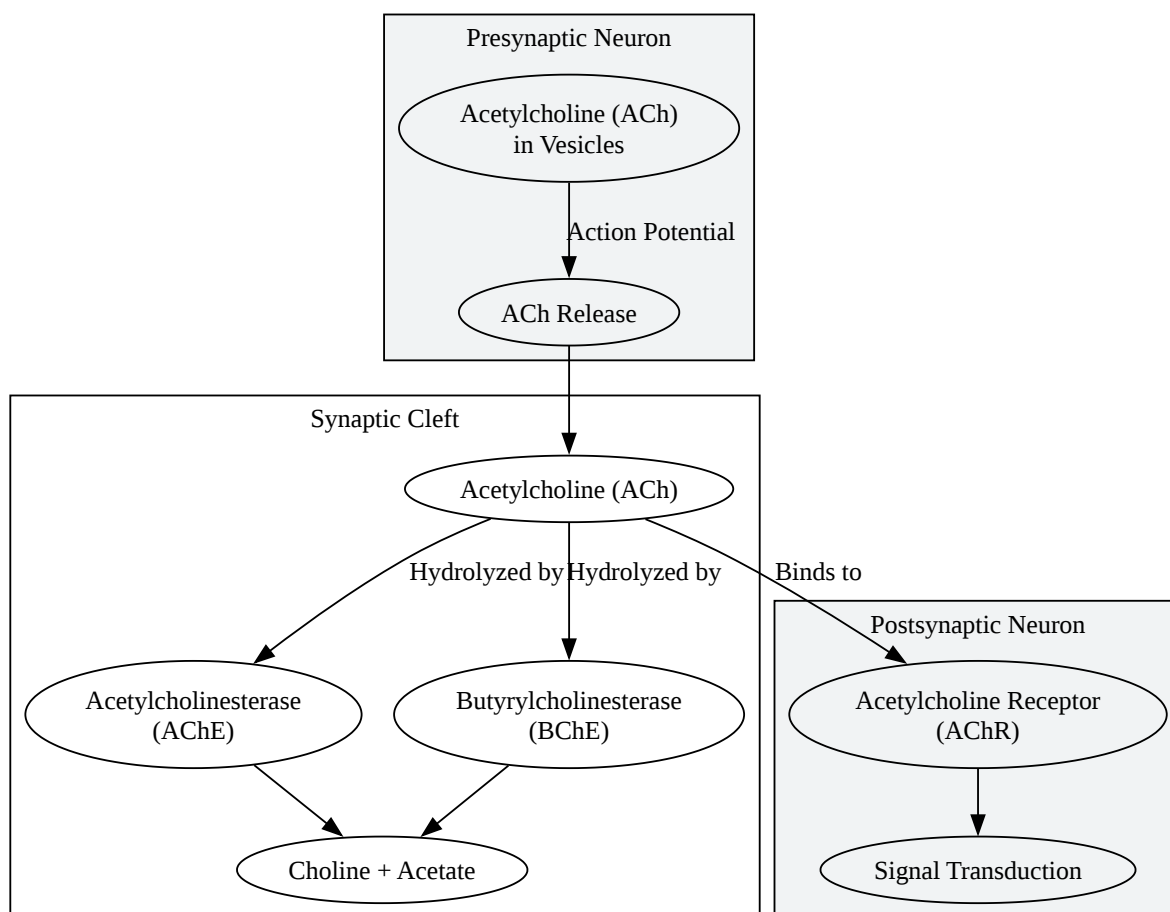 Presynaptic Neuron
Acetylcholine (ACh)
in Vesicles
Action Potential
ACh Release
Synaptic Cleft
Acetylcholine (ACh)
Hydrolyzed by
Hydrolyzed by
Binds to
Postsynaptic Neuron
Acetylcholinesterase
(AChE)
Butyrylcholinesterase
(BChE)
Acetylcholine Receptor
(AChR)
Choline + Acetate
Signal Transduction